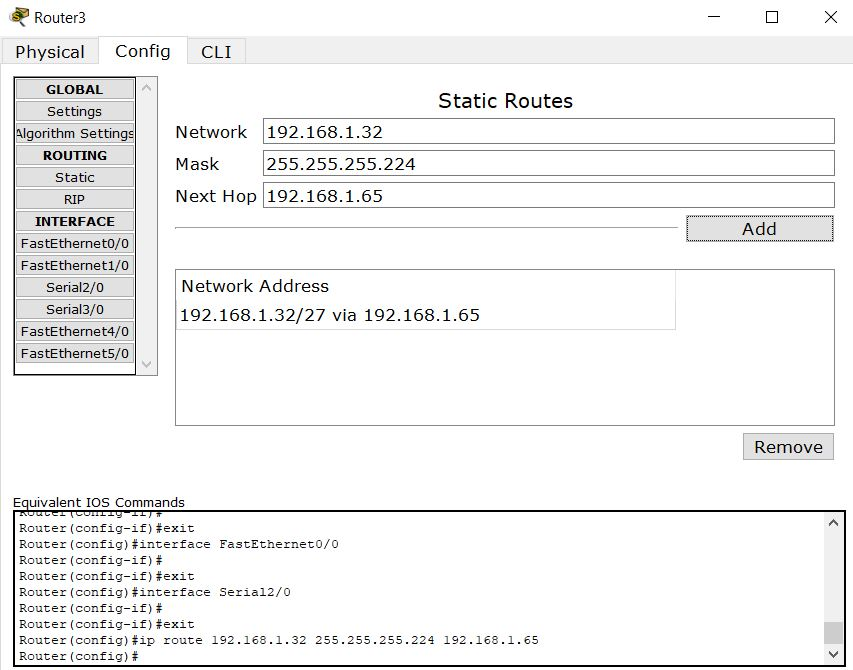 Router3
Physical Config CLI
GLOBAL
Settings
Algorithm Settings
ROUTING
Static
RIP
INTERFACE
FastEthernet0/0
FastEthernet1/0
Serial2/0
Serial3/0
FastEthernet4/0
FastEthernet5/0
Static Routes
Network 192.168.1.32
Mask 255.255.255.224
Next Hop 192.168.1.65
Add
Network Address
192.168.1.32/27 via 192.168.1.65
Remove
Equivalent IOS Commands
Router(config-if)#
Router(config-if)#exit
Router(config)#interface FastEthernet0/0
Router(config-if)#
Router(config-if)#exit
Router(config)#interface Serial2/0
Router(config-if)#
Router(config-if)#exit
Router(config)#ip route 192.168.1.32 255.255.255.224 192.168.1.65
Router(config)#